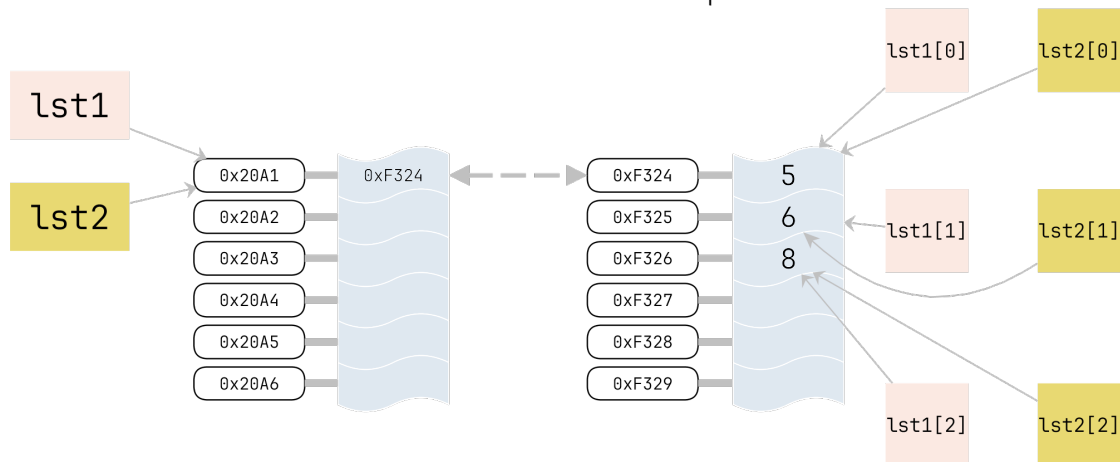 lst1[0]
lst2[0]
lst1
lst2
0x20A1
0xF324
0x20A2
0x20A3
0x20A4
0x20A5
0x20A6
0xF324
5
0xF325
6
0xF326
8
0xF327
0xF328
0xF329
lst1[1]
lst2[1]
lst1[2]
lst2[2]